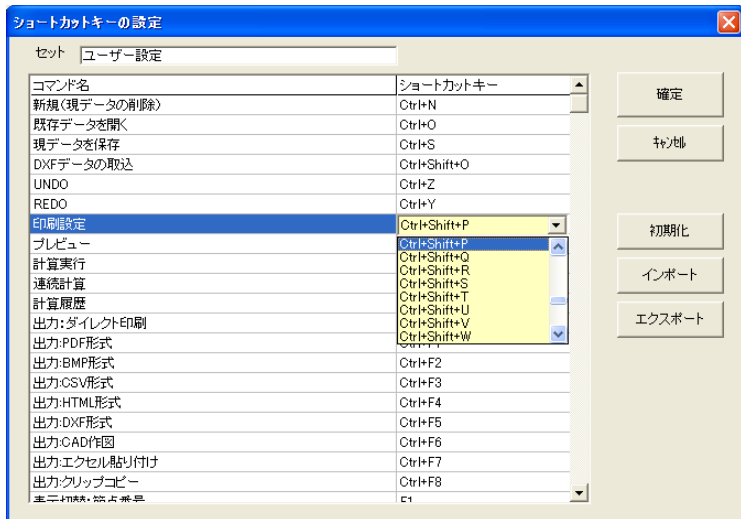 ショートカットキーの設定
セット ユーザー設定
コマンド名 ショートカットキー
新規(現データの削除) Ctrl+N
既存データを開く Ctrl+O
現データを保存 Ctrl+S
DXFデータの取込 Ctrl+Shift+O
UNDO Ctrl+Z
REDO Ctrl+Y
印刷設定 Ctrl+Shift+P
プレビュー Ctrl+Shift+P
Ctrl+Shift+Q
計算実行 Ctrl+Shift+R
Ctrl+Shift+S
連続計算 Ctrl+Shift+T
計算履歴 Ctrl+Shift+U
出力:ダイレクト印刷 Ctrl+Shift+V
Ctrl+Shift+W
出力:PDF形式
出力:BMP形式 Ctrl+F2
出力:CSV形式 Ctrl+F3
出力:HTML形式 Ctrl+F4
出力:DXF形式 Ctrl+F5
出力:CAD作図 Ctrl+F6
出力:エクセル貼り付け Ctrl+F7
出力:クリップコピー Ctrl+F8
確定
キャンセル
初期化
インポート
エクスポート